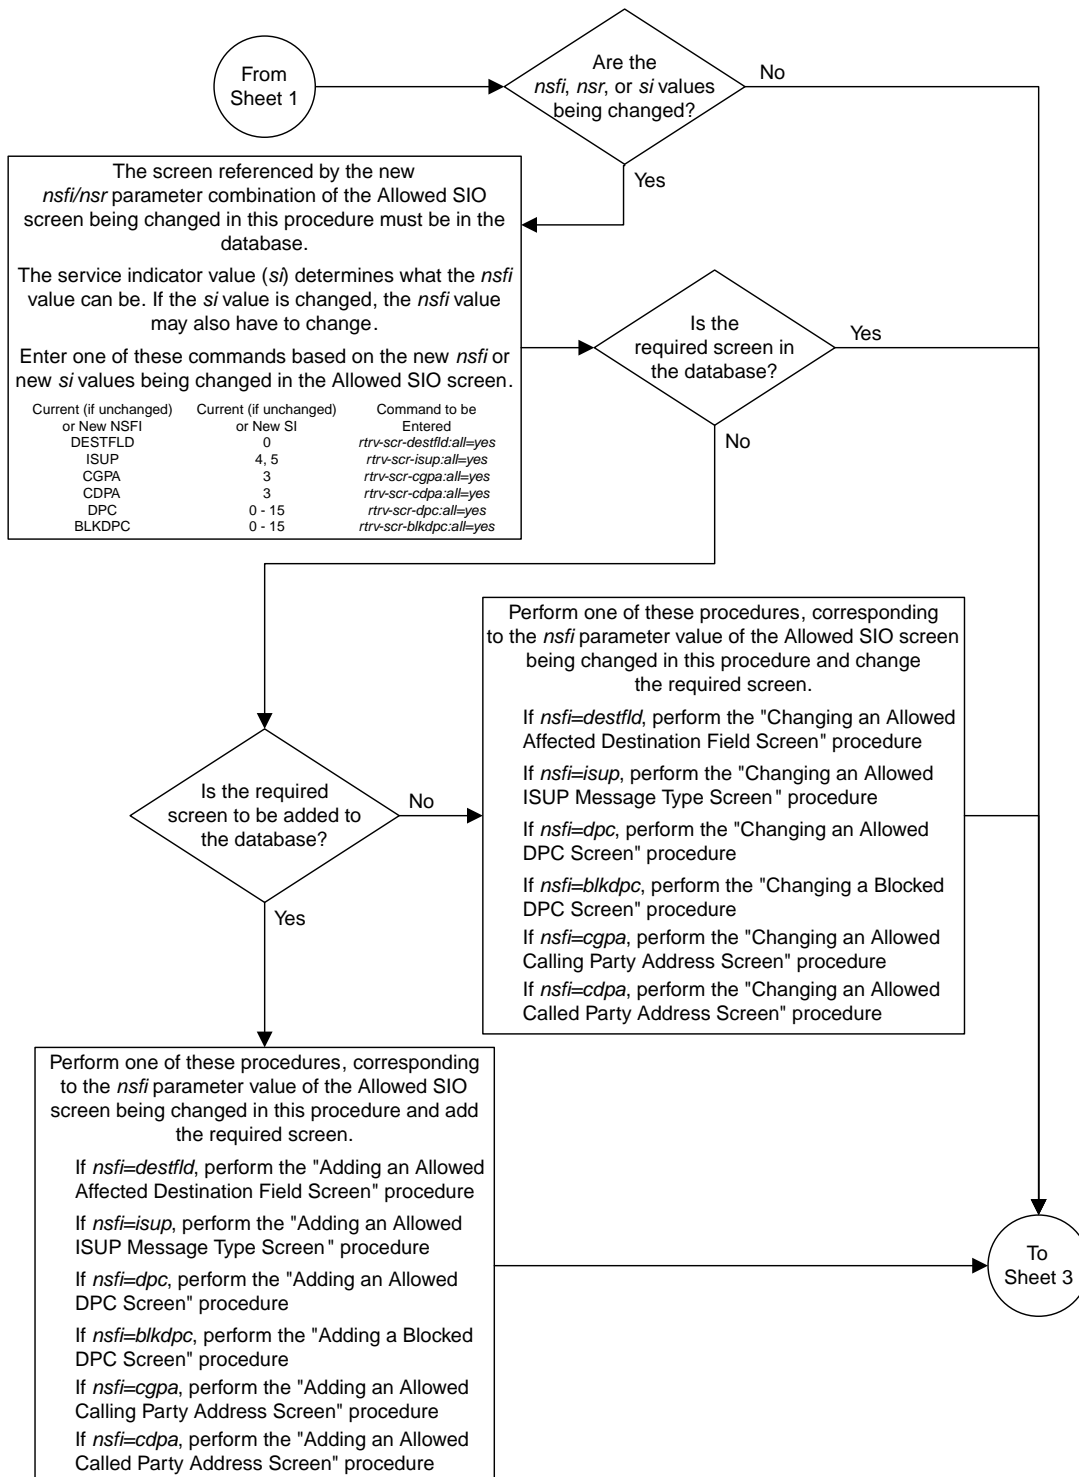 From
Sheet 1
Are the
nsfi, nsr, or si values
being changed?
No
Yes
The screen referenced by the new
nsfi/nsr parameter combination of the Allowed SIO
screen being changed in this procedure must be in the
database.
The service indicator value (si) determines what the nsfi
value can be. If the si value is changed, the nsfi value
may also have to change.
Enter one of these commands based on the new nsfi or
new si values being changed in the Allowed SIO screen.
Current (if unchanged) Current (if unchanged) Command to be
or New NSFI or New SI Entered
DESTFLD 0 rtrv-scr-destfld:all=yes
ISUP 4, 5 rtrv-scr-isup:all=yes
CGPA 3 rtrv-scr-cgpa:all=yes
CDPA 3 rtrv-scr-cdpa:all=yes
DPC 0 - 15 rtrv-scr-dpc:all=yes
BLKDPC 0 - 15 rtrv-scr-blkdpc:all=yes
Is the
required screen in
the database?
Yes
No
Is the required
screen to be added to
the database?
No
Yes
Perform one of these procedures, corresponding
to the nsfi parameter value of the Allowed SIO screen
being changed in this procedure and change
the required screen.
If nsfi=destfld, perform the "Changing an Allowed
Affected Destination Field Screen" procedure
If nsfi=isup, perform the "Changing an Allowed
ISUP Message Type Screen" procedure
If nsfi=dpc, perform the "Changing an Allowed
DPC Screen" procedure
If nsfi=blkdpc, perform the "Changing a Blocked
DPC Screen" procedure
If nsfi=cgpa, perform the "Changing an Allowed
Calling Party Address Screen" procedure
If nsfi=cdpa, perform the "Changing an Allowed
Called Party Address Screen" procedure
Perform one of these procedures, corresponding
to the nsfi parameter value of the Allowed SIO
screen being changed in this procedure and add
the required screen.
If nsfi=destfld, perform the "Adding an Allowed
Affected Destination Field Screen" procedure
If nsfi=isup, perform the "Adding an Allowed
ISUP Message Type Screen" procedure
If nsfi=dpc, perform the "Adding an Allowed
DPC Screen" procedure
If nsfi=blkdpc, perform the "Adding a Blocked
DPC Screen" procedure
If nsfi=cgpa, perform the "Adding an Allowed
Calling Party Address Screen" procedure
If nsfi=cdpa, perform the "Adding an Allowed
Called Party Address Screen" procedure
To
Sheet 3